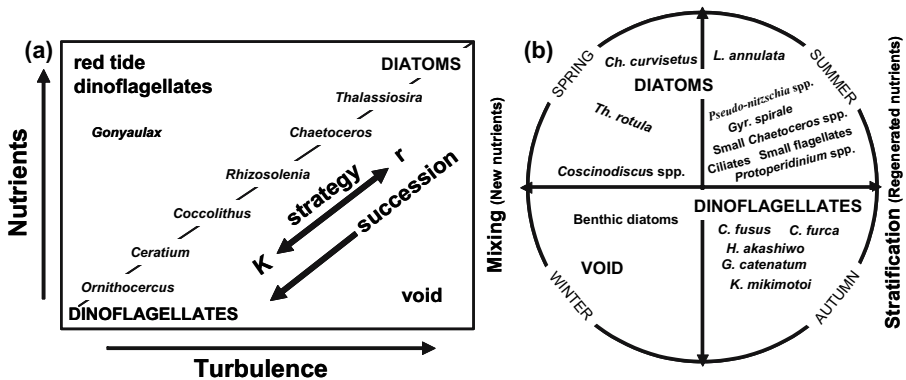 (a)
red tide
dinoflagellates
DIATOMS
Thalassiosira
Gonyaulax
Chaetoceros
Rhizosolenia
Coccolithus
Ceratium
Ornithocercus
DINOFLAGELLATES
r
strategy
K
succession
void
Nutrients
Turbulence
(b)
SPRING
SUMMER
WINTER
AUTUMN
Mixing (New nutrients)
Stratification (Regenerated nutrients)
Ch. curvisetus
L. annulata
DIATOMS
Th. rotula
Coscinodiscus spp.
Pseudo-nitzschia spp.
Gyr. spirale
Small Chaetoceros spp.
Ciliates Small flagellates
Protoperidinium spp.
Benthic diatoms
VOID
DINOFLAGELLATES
C. fusus C. furca
H. akashiwo
G. catenatum
K. mikimotoi